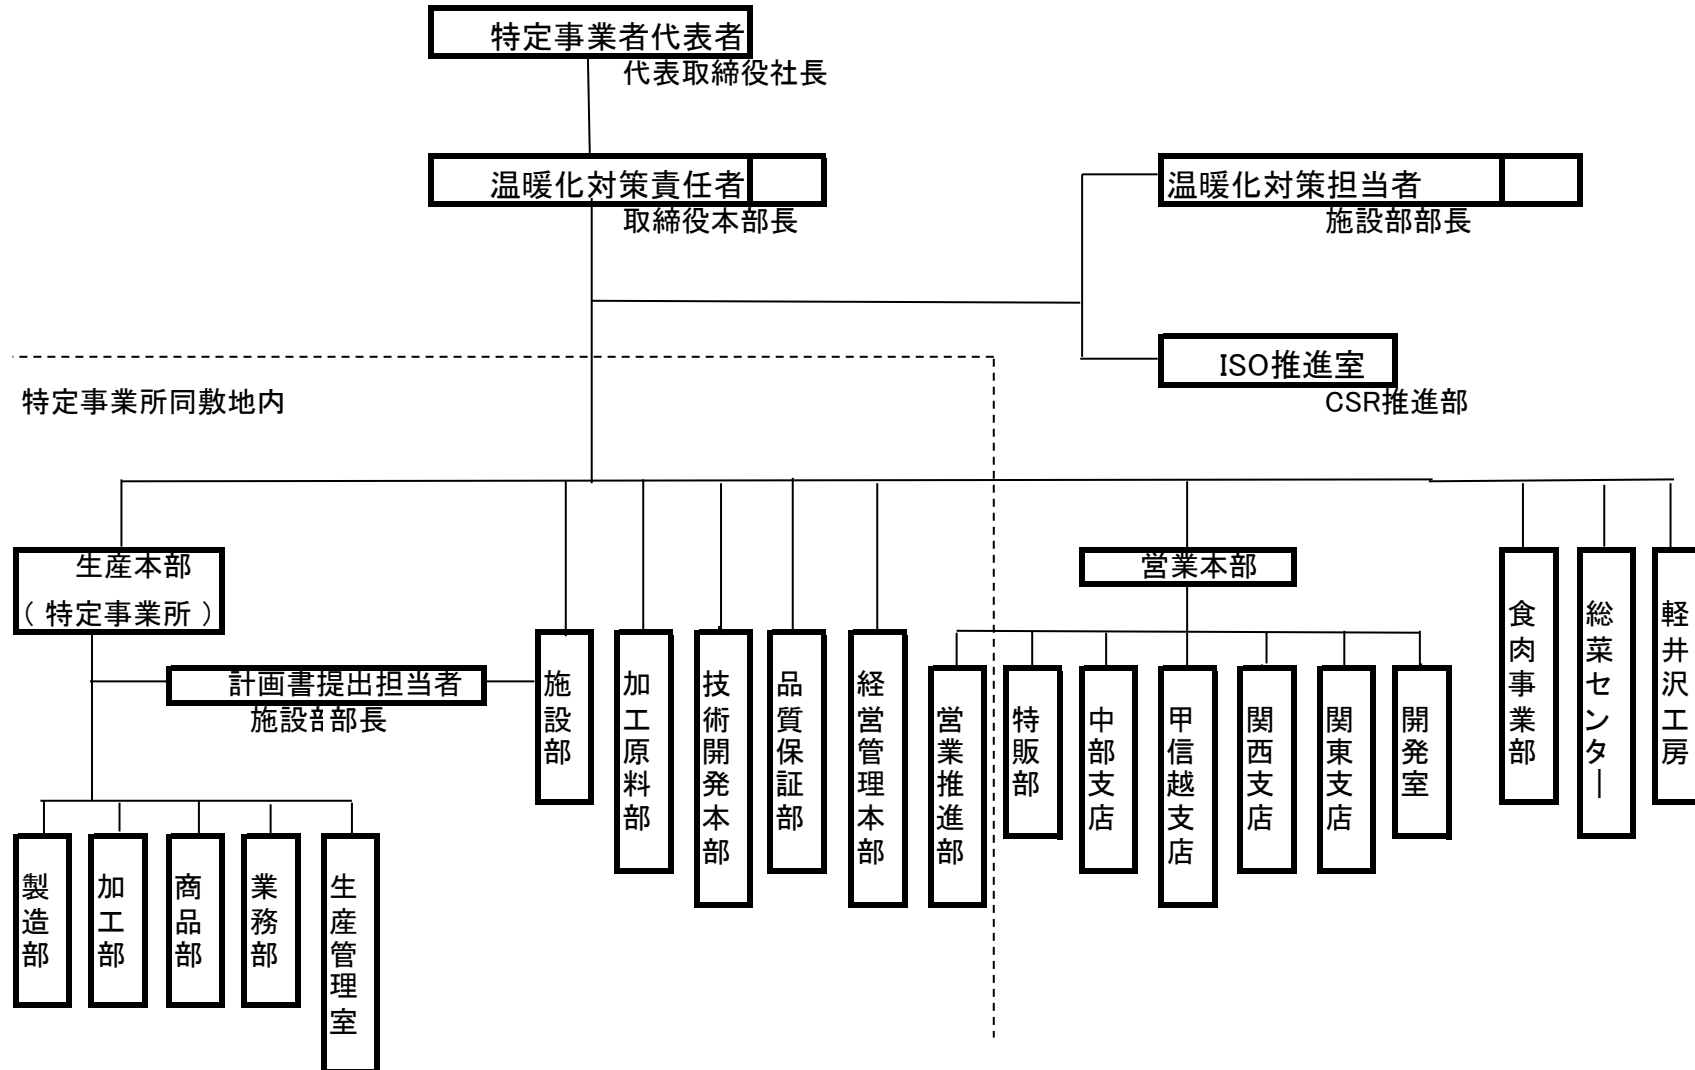 特定事業者代表者
代表取締役社長
温暖化対策責任者
取締役本部長
温暖化対策担当者
施設部部長
ISO推進室
CSR推進部
特定事業所同敷地内
生産本部
（ 特定事業所 ）
営業本部
計画書提出担当者
施設部部長
施設部
加工原料部
技術開発本部
品質保証部
経営管理本部
営業推進部
特販部
中部支店
甲信越支店
関西支店
関東支店
開発室
食肉事業部
総菜センター
軽井沢工房
製造部
加工部
商品部
業務部
生産管理室